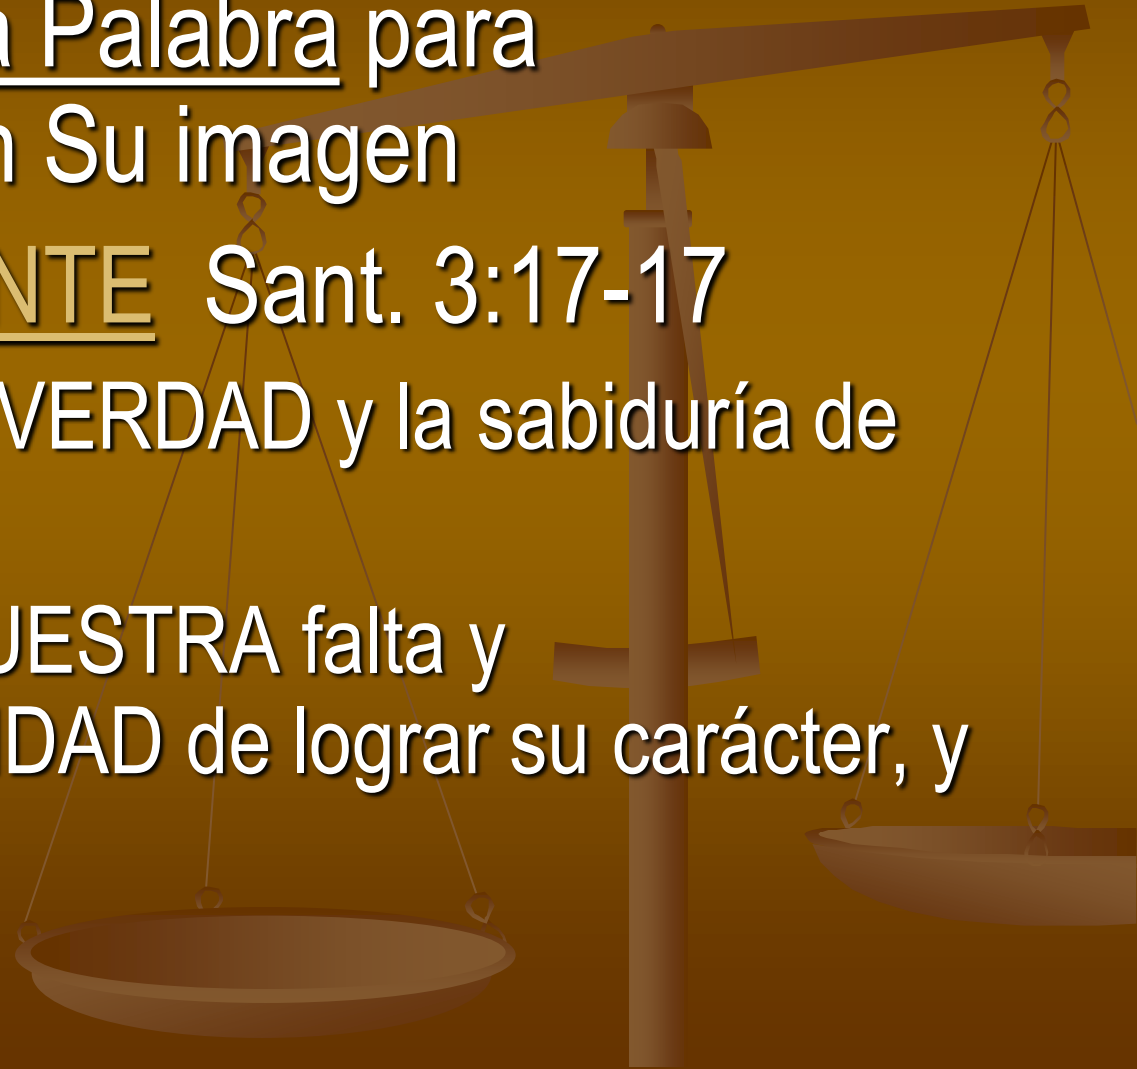 a Palabra para
n Su imagen
NTE Sant. 3:17-17
VERDAD y la sabiduría de
UESTRA falta y
DAD de lograr su carácter, y